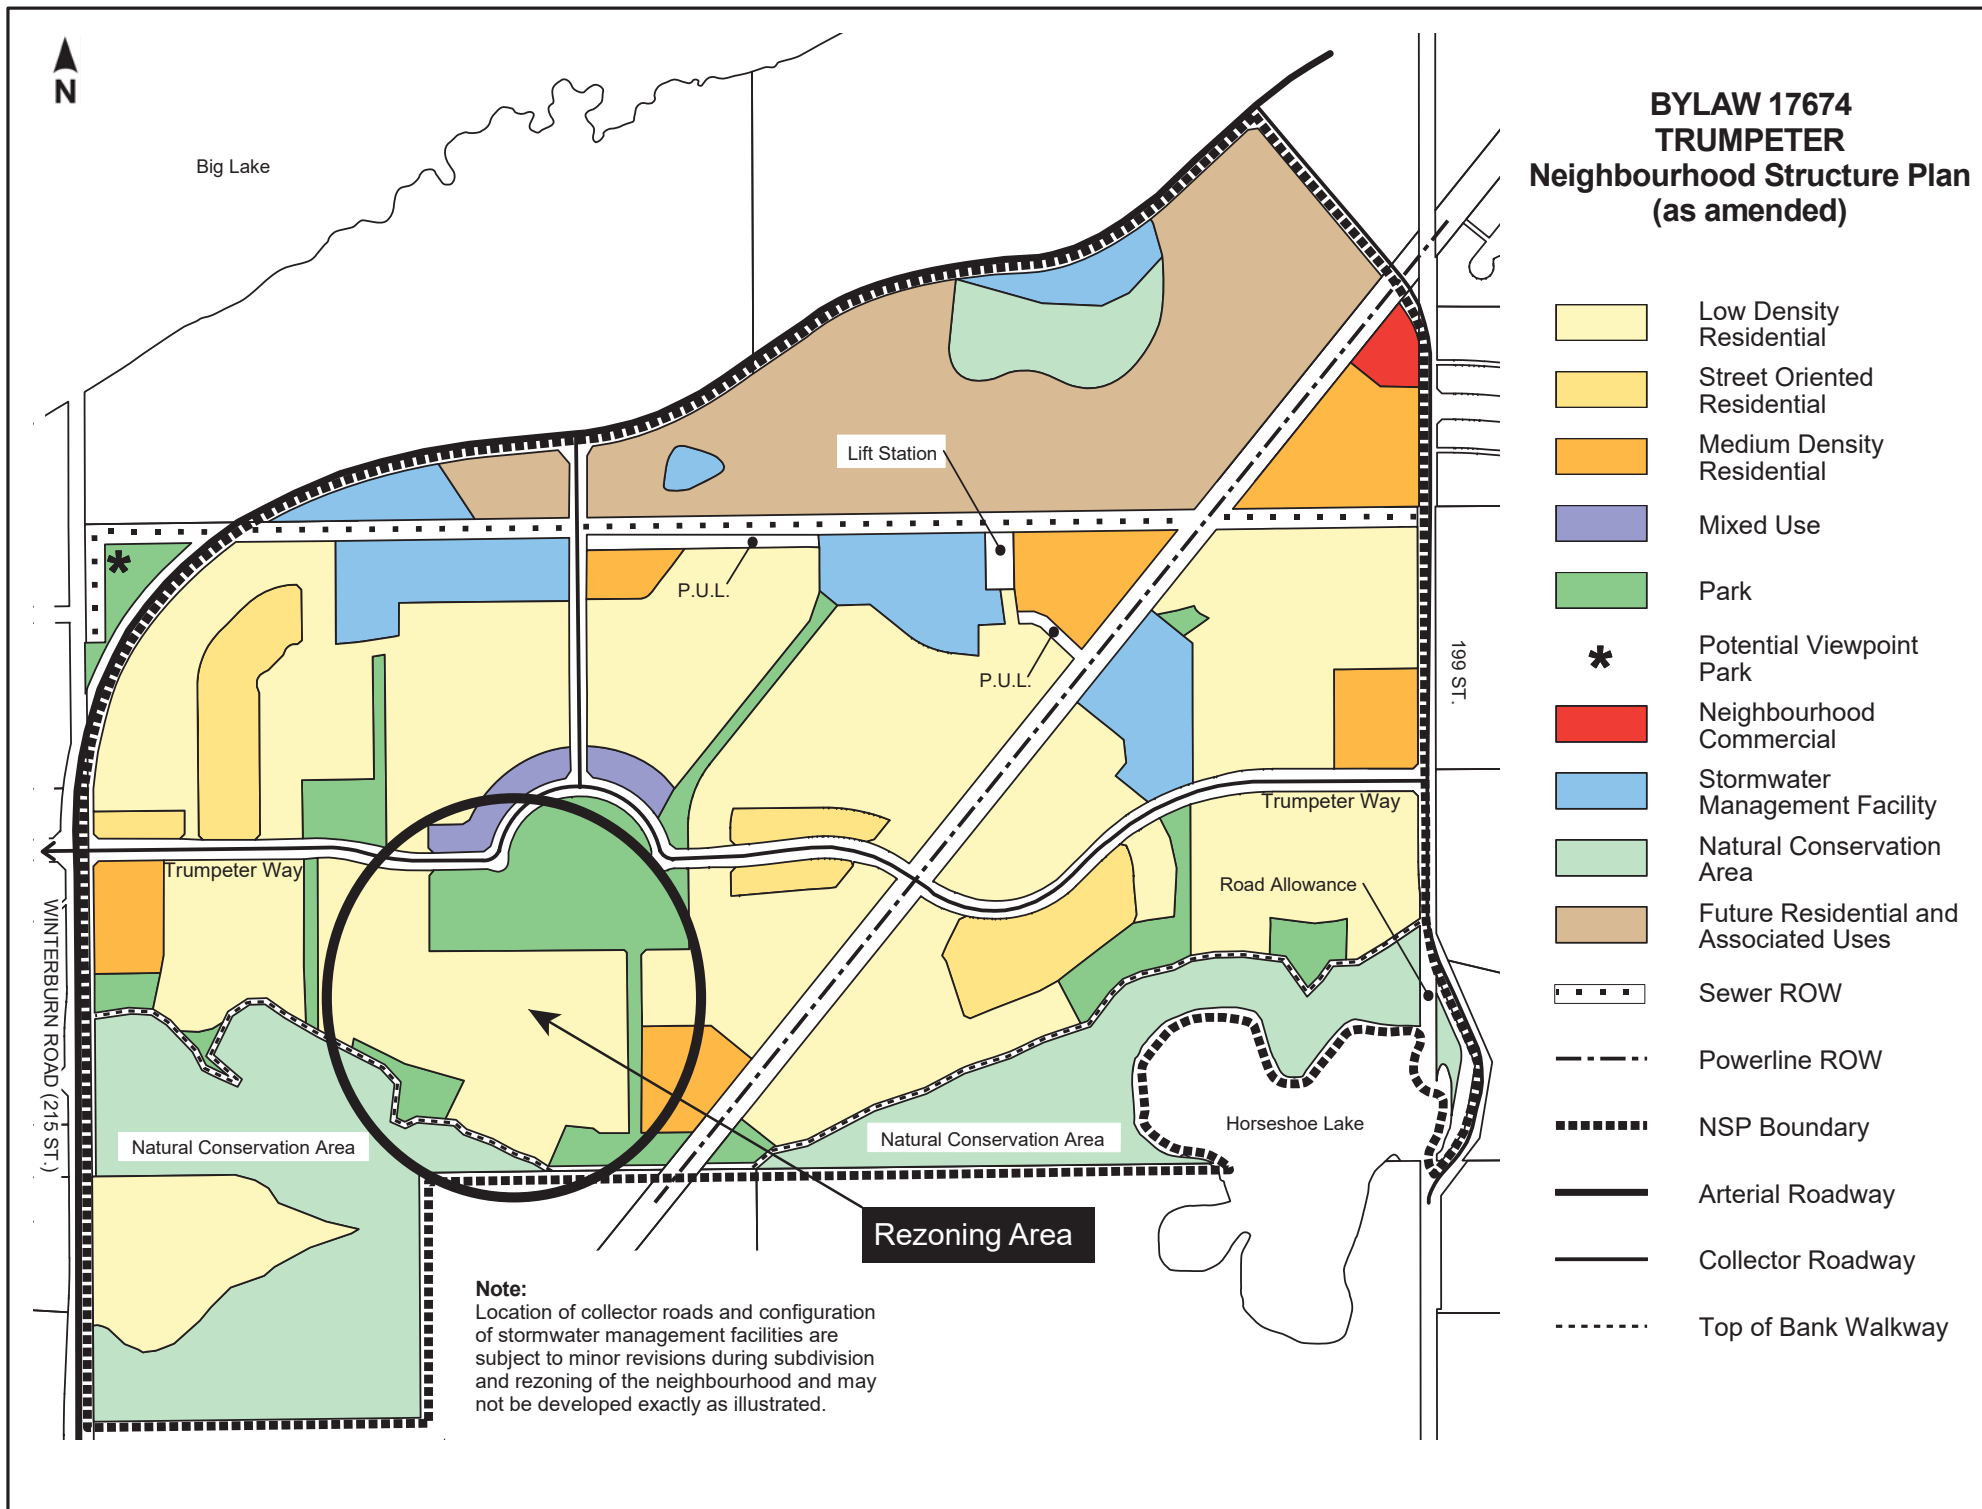 N
Big Lake
BYLAW 17674
TRUMPETER
Neighbourhood Structure Plan
(as amended)
Low Density
Residential
Street Oriented
Residential
Medium Density
Residential
Mixed Use
Park
*
Potential Viewpoint
Park
Neighbourhood
Commercial
Stormwater
Management Facility
Natural Conservation
Area
Future Residential and
Associated Uses
Sewer ROW
Powerline ROW
NSP Boundary
Arterial Roadway
Collector Roadway
Top of Bank Walkway
Lift Station
*
P.U.L.
P.U.L.
199 ST.
Trumpeter Way
Trumpeter Way
Road Allowance
WINTERBURN ROAD (215 ST.)
Natural Conservation Area
Natural Conservation Area
Horseshoe Lake
Rezoning Area
Note:
Location of collector roads and configuration
of stormwater management facilities are
subject to minor revisions during subdivision
and rezoning of the neighbourhood and may
not be developed exactly as illustrated.